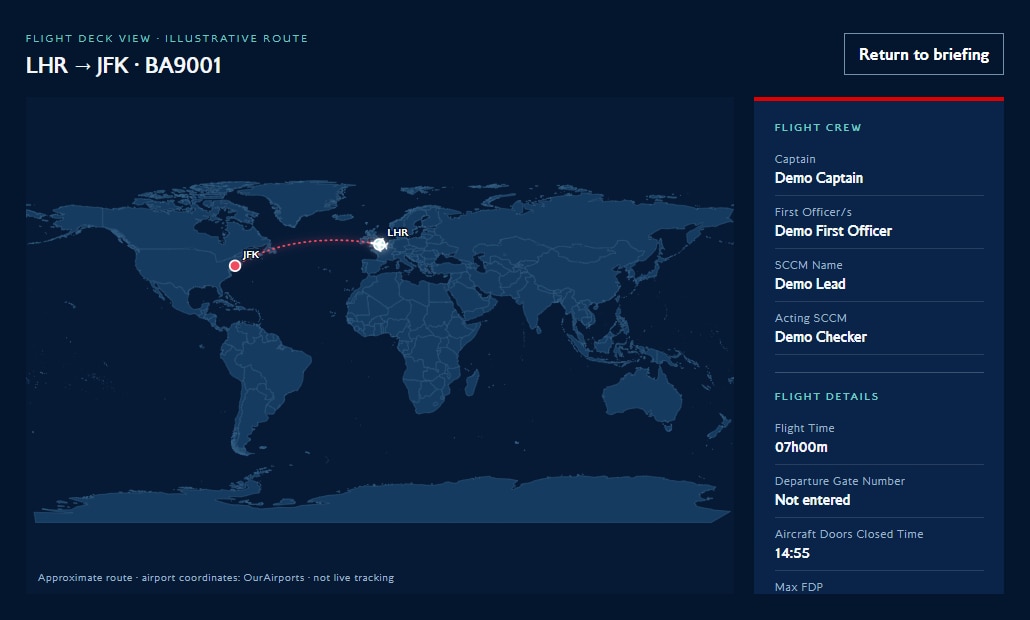 FLIGHT DECK VIEW · ILLUSTRATIVE ROUTE
LHR → JFK · BA9001
Return to briefing
JFK
LHR
Approximate route · airport coordinates: OurAirports · not live tracking
FLIGHT CREW
Captain
Demo Captain
First Officer/s
Demo First Officer
SCCM Name
Demo Lead
Acting SCCM
Demo Checker
FLIGHT DETAILS
Flight Time
07h00m
Departure Gate Number
Not entered
Aircraft Doors Closed Time
14:55
Max FDP